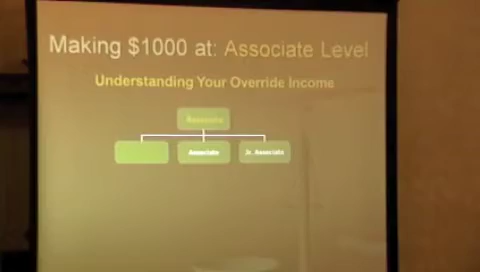 Making $1000 at: Associate Level
Understanding Your Override Income
Associate
Associate
Jr. Associate